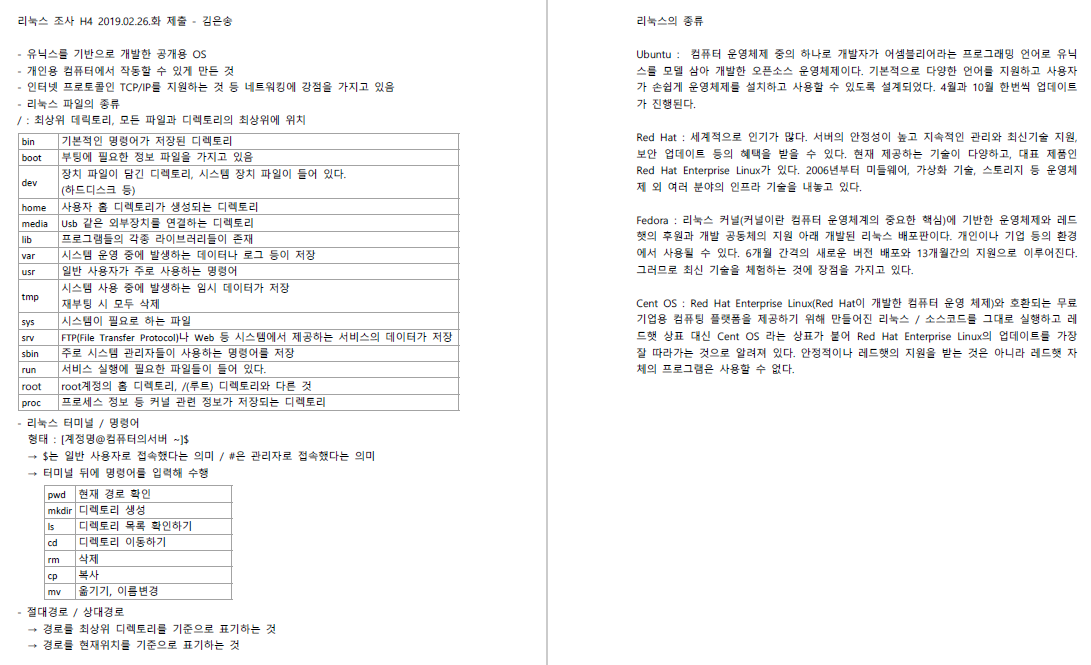 리눅스 조사 H4 2019.02.26.화 제출 - 김은송
- 유닉스를 기반으로 개발한 공개용 OS
- 개인용 컴퓨터에서 작동할 수 있게 만든 것
- 인터넷 프로토콜인 TCP/IP를 지원하는 것 등 네트워킹에 강점을 가지고 있음
- 리눅스 파일의 종류
/ : 최상위 데릭토리, 모든 파일과 디렉토리의 최상위에 위치
bin 기본적인 명령어가 저장된 디렉토리
boot 부팅에 필요한 정보 파일을 가지고 있음
dev 장치 파일이 담긴 디렉토리, 시스템 장치 파일이 들어 있다.
(하드디스크 등)
home 사용자 홈 디렉토리가 생성되는 디렉토리
media Usb 같은 외부장치를 연결하는 디렉토리
lib 프로그램들의 각종 라이브러리들이 존재
var 시스템 운영 중에 발생하는 데이터나 로그 등이 저장
usr 일반 사용자가 주로 사용하는 명령어
tmp 시스템 사용 중에 발생하는 임시 데이터가 저장
재부팅 시 모두 삭제
sys 시스템이 필요로 하는 파일
srv FTP(File Transfer Protocol)나 Web 등 시스템에서 제공하는 서비스의 데이터가 저장
sbin 주로 시스템 관리자들이 사용하는 명령어를 저장
run 서비스 실행에 필요한 파일들이 들어 있다.
root root계정의 홈 디렉토리, /(루트) 디렉토리와 다른 것
proc 프로세스 정보 등 커널 관련 정보가 저장되는 디렉토리
- 리눅스 터미널 / 명령어
형태 : [계정명@컴퓨터의서버 ~]$
→ $는 일반 사용자로 접속했다는 의미 / #은 관리자로 접속했다는 의미
→ 터미널 뒤에 명령어를 입력해 수행
pwd 현재 경로 확인
mkdir 디렉토리 생성
ls 디렉토리 목록 확인하기
cd 디렉토리 이동하기
rm 삭제
cp 복사
mv 옮기기, 이름변경
- 절대경로 / 상대경로
→ 경로를 최상위 디렉토리를 기준으로 표기하는 것
→ 경로를 현재위치를 기준으로 표기하는 것
리눅스의 종류
Ubuntu : 컴퓨터 운영체제 중의 하나로 개발자가 어셈블리어라는 프로그래밍 언어로 유닉
스를 모델 삼아 개발한 오픈소스 운영체제이다. 기본적으로 다양한 언어를 지원하고 사용자
가 손쉽게 운영체제를 설치하고 사용할 수 있도록 설계되었다. 4월과 10월 한번씩 업데이트
가 진행된다.
Red Hat : 세계적으로 인기가 많다. 서버의 안정성이 높고 지속적인 관리와 최신기술 지원,
보안 업데이트 등의 혜택을 받을 수 있다. 현재 제공하는 기술이 다양하고, 대표 제품인
Red Hat Enterprise Linux가 있다. 2006년부터 미들웨어, 가상화 기술, 스토리지 등 운영체
제 외 여러 분야의 인프라 기술을 내놓고 있다.
Fedora : 리눅스 커널(커널이란 컴퓨터 운영체계의 중요한 핵심)에 기반한 운영체제와 레드
햇의 후원과 개발 공동체의 지원 아래 개발된 리눅스 배포판이다. 개인이나 기업 등의 환경
에서 사용될 수 있다. 6개월 간격의 새로운 버전 배포와 13개월간의 지원으로 이루어진다.
그러므로 최신 기술을 체험하는 것에 장점을 가지고 있다.
Cent OS : Red Hat Enterprise Linux(Red Hat이 개발한 컴퓨터 운영 체제)와 호환되는 무료
기업용 컴퓨팅 플랫폼을 제공하기 위해 만들어진 리눅스 / 소스코드를 그대로 실행하고 레
드햇 상표 대신 Cent OS 라는 상표가 붙어 Red Hat Enterprise Linux의 업데이트를 가장
잘 따라가는 것으로 알려져 있다. 안정적이나 레드햇의 지원을 받는 것은 아니라 레드햇 자
체의 프로그램은 사용할 수 없다.